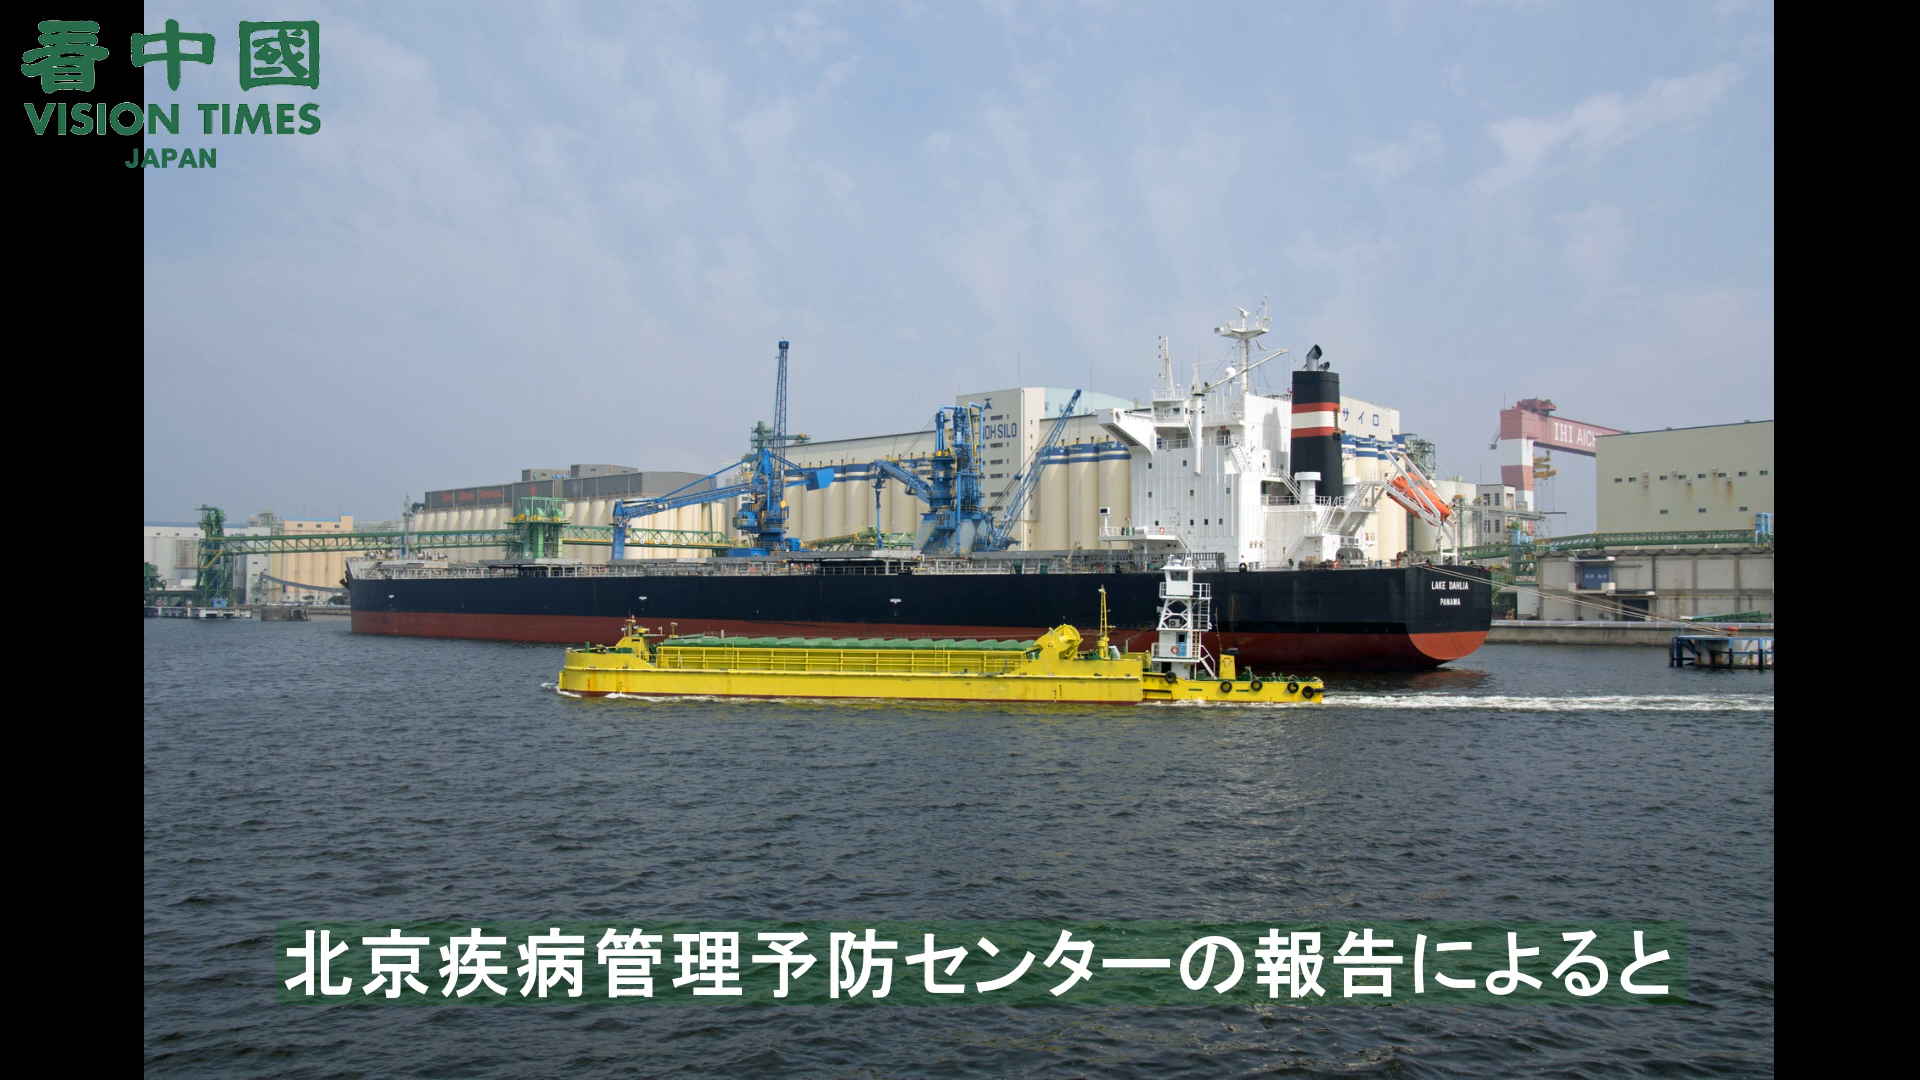 看中國
VISION TIMES
JAPAN
OH SILO
サイロ
IHI AICH
LAKE DAHLIA
PANAMA
北京疾病管理予防センターの報告によると